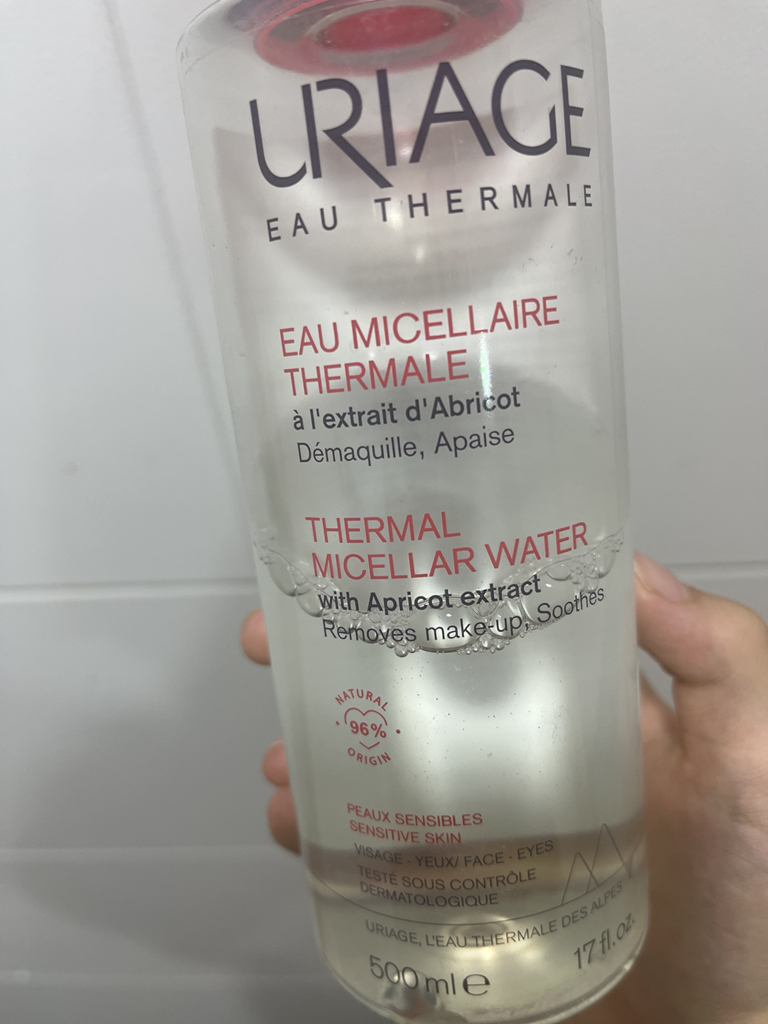 URIAGE
EAU THERMALE
EAU MICELLAIRE
THERMALE
à l'extrait d'Abricot
Démaquille, Apaise
THERMAL
MICELLAR WATER
with Apricot extract
Removes make-up, Soothes
NATURAL
96%
ORIGIN
PEAUX SENSIBLES
SENSITIVE SKIN
VISAGE - YEUX/ FACE - EYES
TESTÉ SOUS CONTRÔLE
DERMATOLOGIQUE
URIAGE, L'EAU THERMALE DES ALPES
500 ml e 17 fl.oz.